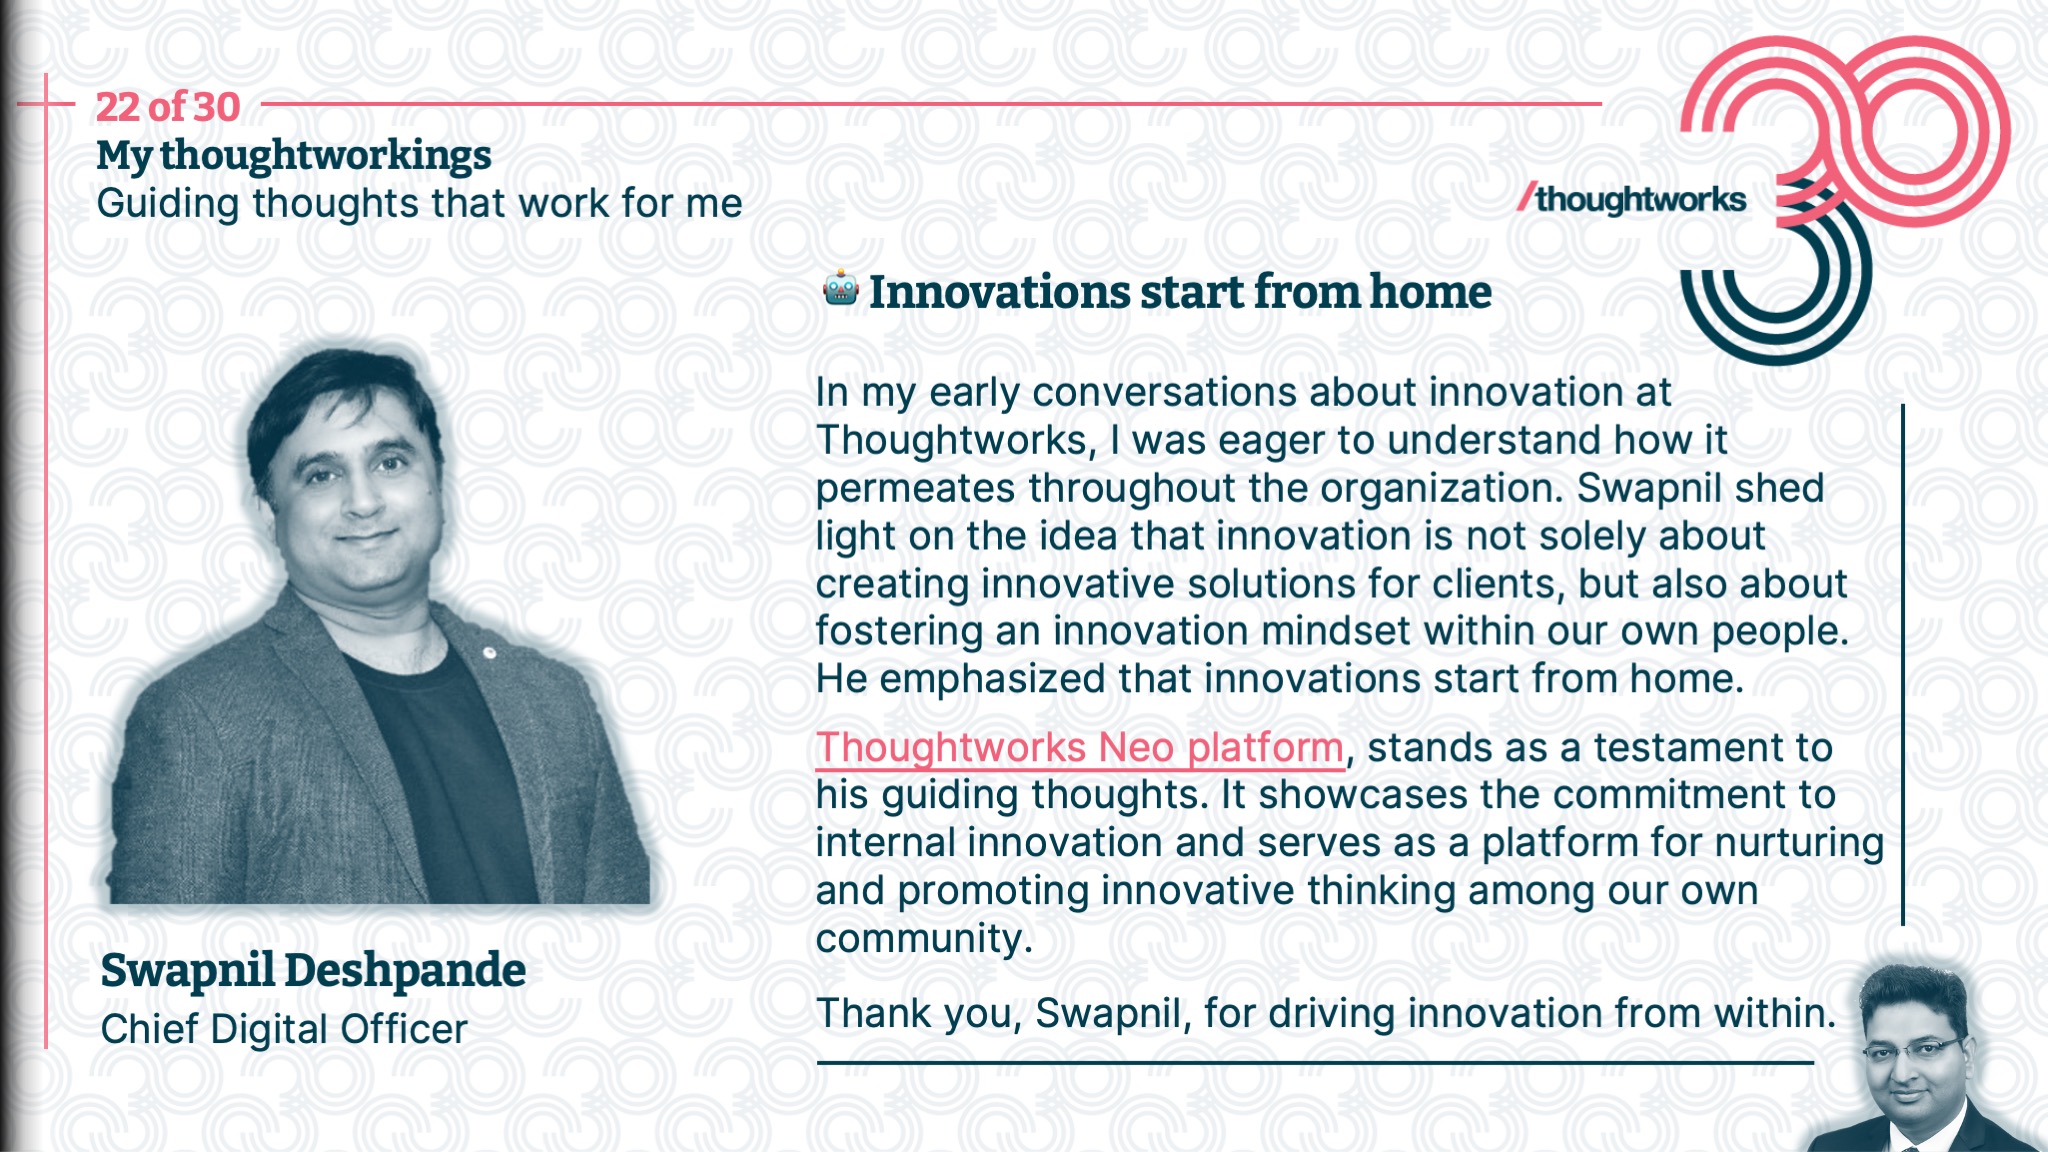 22 of 30
My thoughtworkings
Guiding thoughts that work for me
/thoughtworks
30
3
🤖 Innovations start from home
In my early conversations about innovation at
Thoughtworks, I was eager to understand how it
permeates throughout the organization. Swapnil shed
light on the idea that innovation is not solely about
creating innovative solutions for clients, but also about
fostering an innovation mindset within our own people.
He emphasized that innovations start from home.
Thoughtworks Neo platform, stands as a testament to
his guiding thoughts. It showcases the commitment to
internal innovation and serves as a platform for nurturing
and promoting innovative thinking among our own
community.
Thank you, Swapnil, for driving innovation from within.
Swapnil Deshpande
Chief Digital Officer